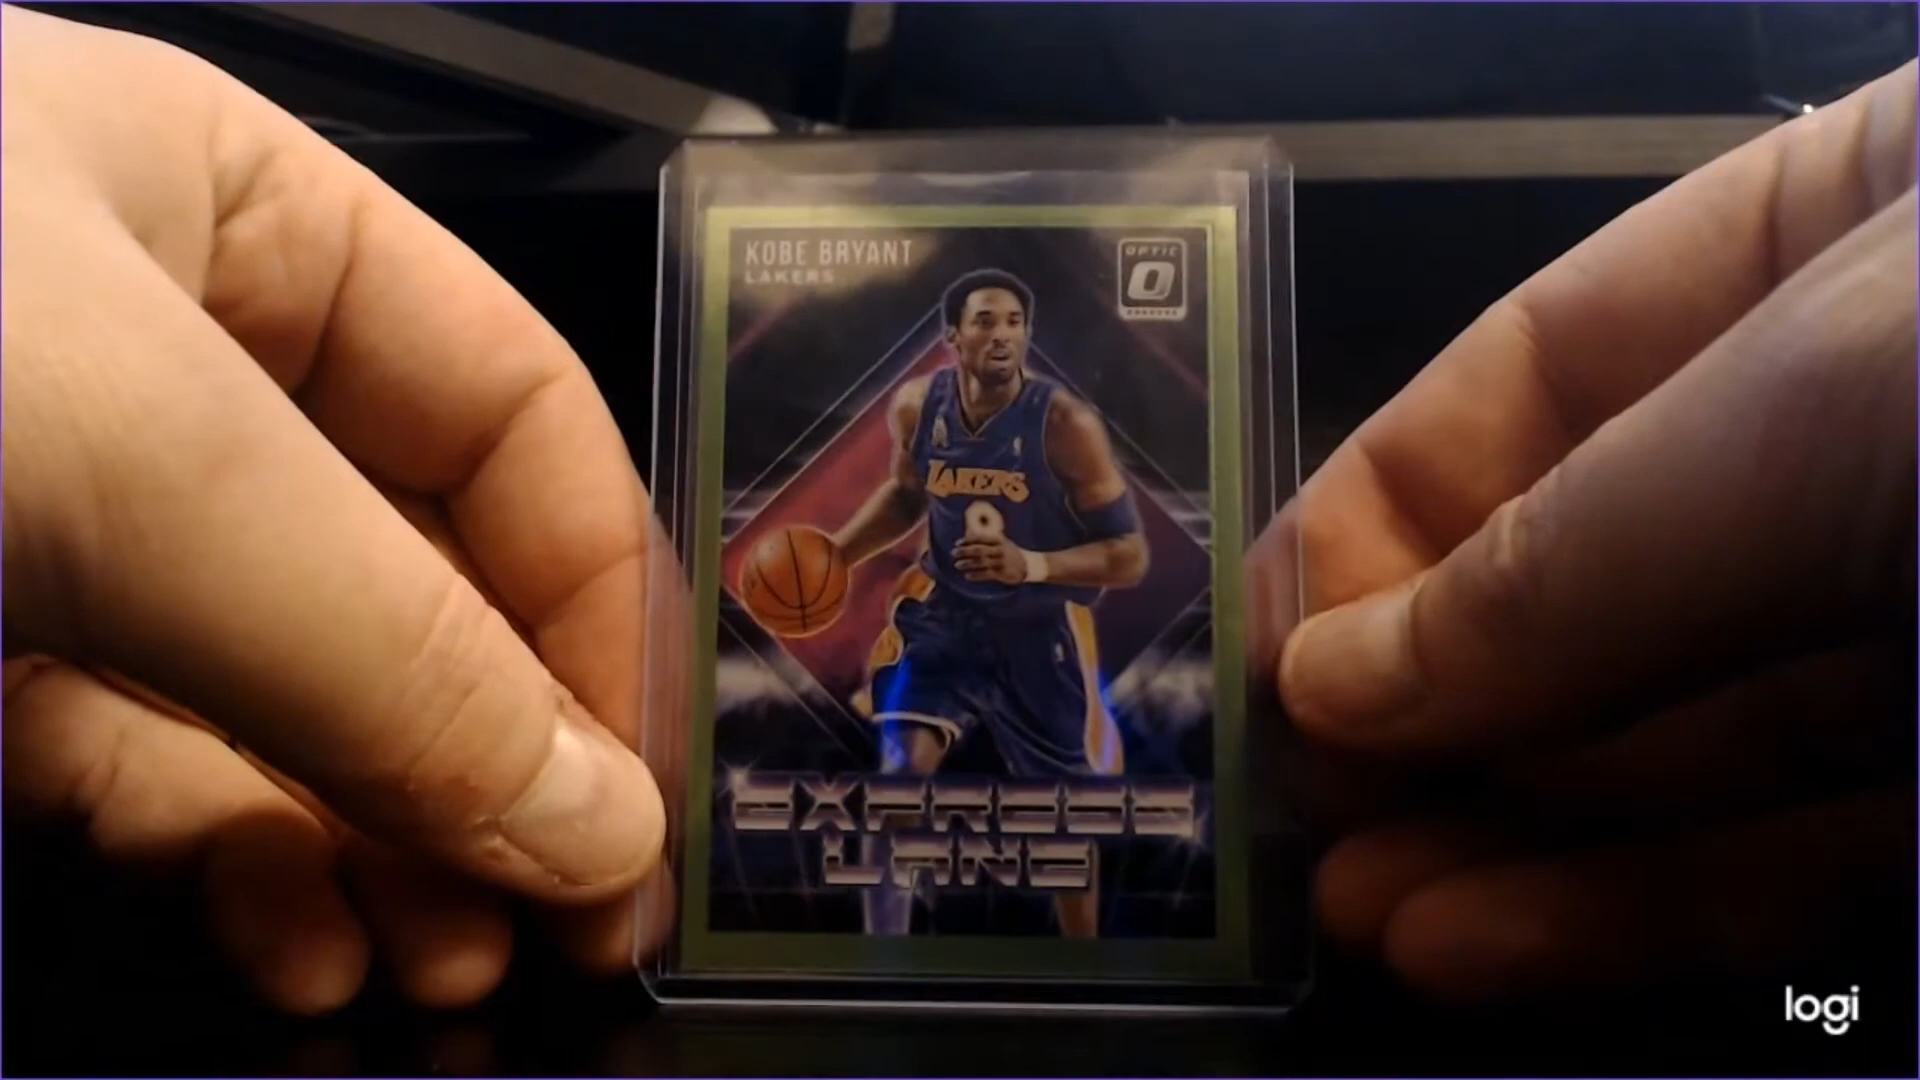 KOBE BRYANT
LAKERS
OPTIC
O
LAKERS
8
EXPRESS
LANE
logi